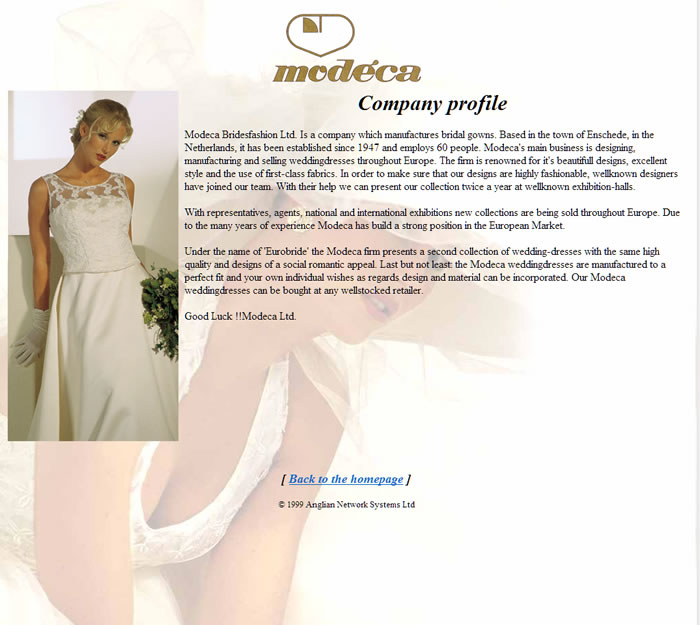 modéca
Company profile
Modeca Bridesfashion Ltd. Is a company which manufactures bridal gowns. Based in the town of Enschede, in the
Netherlands, it has been established since 1947 and employs 60 people. Modeca's main business is designing,
manufacturing and selling weddingdresses throughout Europe. The firm is renowned for it's beautifull designs, excellent
style and the use of first-class fabrics. In order to make sure that our designs are highly fashionable, wellknown designers
have joined our team. With their help we can present our collection twice a year at wellknown exhibition-halls.
With representatives, agents, national and international exhibitions new collections are being sold throughout Europe. Due
to the many years of experience Modeca has build a strong position in the European Market.
Under the name of 'Eurobride' the Modeca firm presents a second collection of wedding-dresses with the same high
quality and designs of a social romantic appeal. Last but not least: the Modeca weddingdresses are manufactured to a
perfect fit and your own individual wishes as regards design and material can be incorporated. Our Modeca
weddingdresses can be bought at any wellstocked retailer.
Good Luck !!Modeca Ltd.
[ Back to the homepage ]
© 1999 Anglian Network Systems Ltd